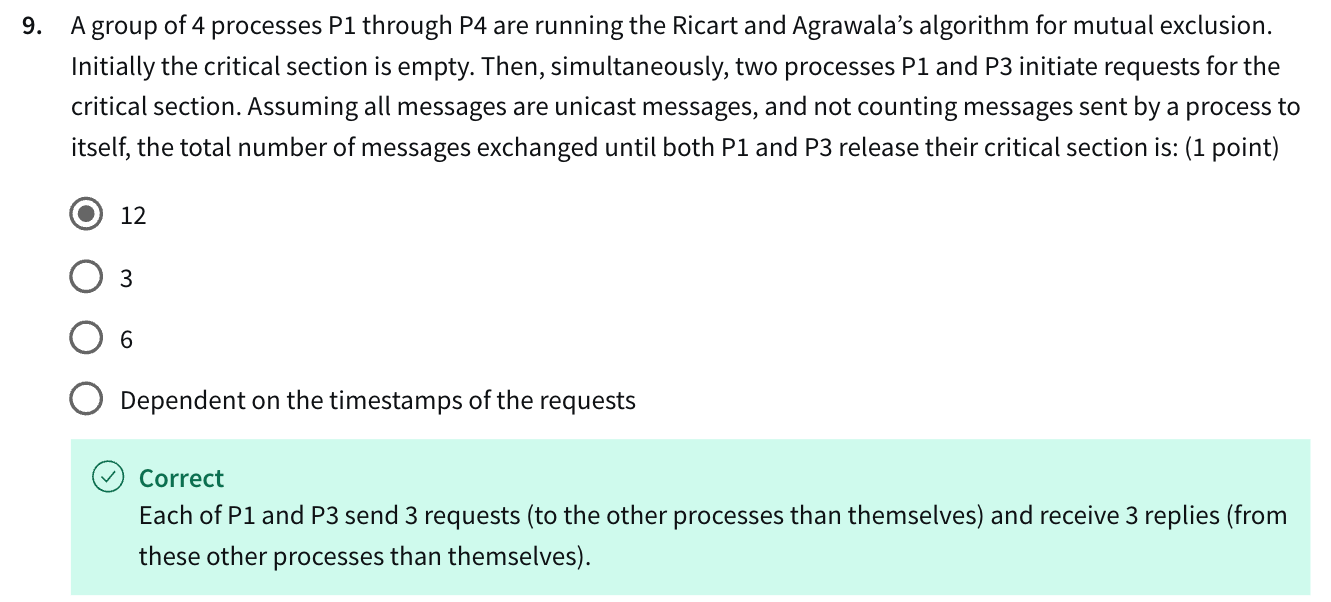 9. A group of 4 processes P1 through P4 are running the Ricart and Agrawala’s algorithm for mutual exclusion.
Initially the critical section is empty. Then, simultaneously, two processes P1 and P3 initiate requests for the
critical section. Assuming all messages are unicast messages, and not counting messages sent by a process to
itself, the total number of messages exchanged until both P1 and P3 release their critical section is: (1 point)
12
3
6
Dependent on the timestamps of the requests
Correct
Each of P1 and P3 send 3 requests (to the other processes than themselves) and receive 3 replies (from
these other processes than themselves).